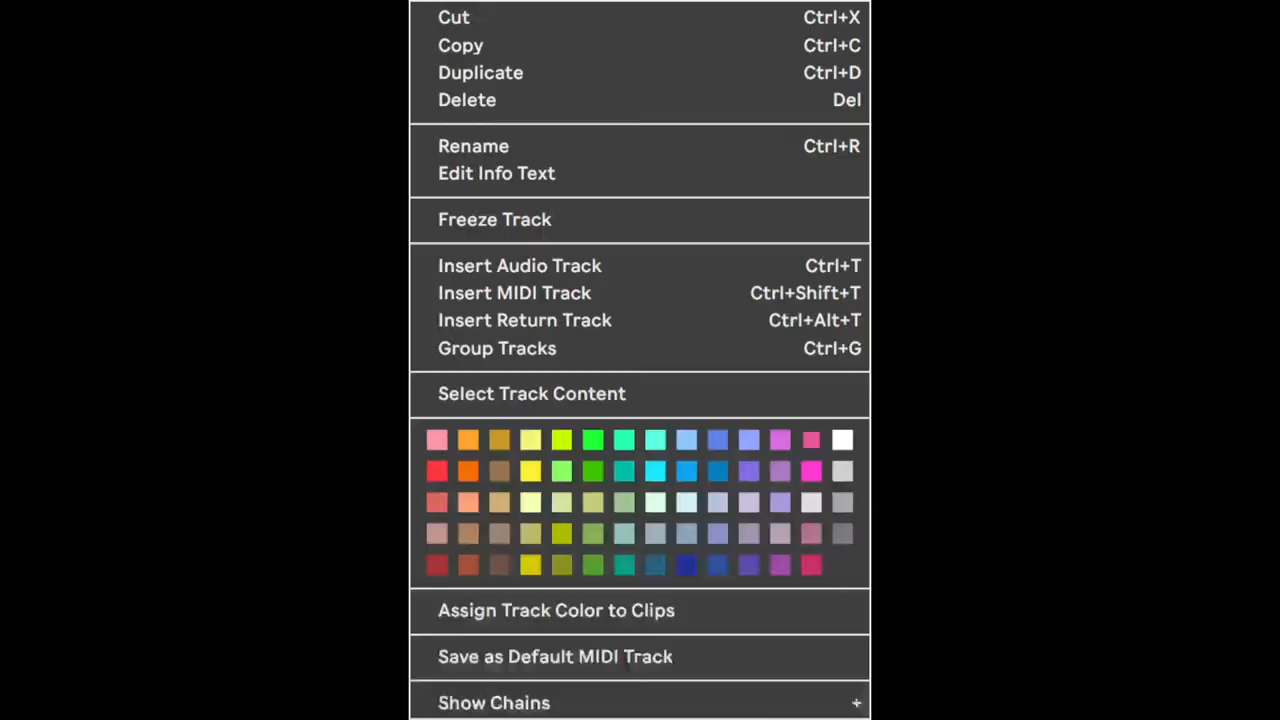 Cut Ctrl+X
Copy Ctrl+C
Duplicate Ctrl+D
Delete Del
Rename Ctrl+R
Edit Info Text
Freeze Track
Insert Audio Track Ctrl+T
Insert MIDI Track Ctrl+Shift+T
Insert Return Track Ctrl+Alt+T
Group Tracks Ctrl+G
Select Track Content
Assign Track Color to Clips
Save as Default MIDI Track
Show Chains +